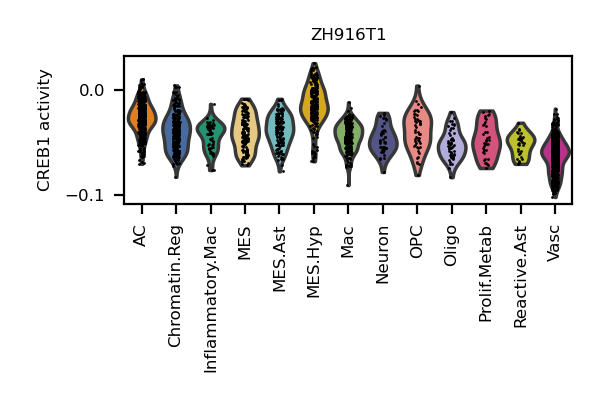 ZH916T1
CREB1 activity
0.0
−0.1
AC
Chromatin.Reg
Inflammatory.Mac
MES
MES.Ast
MES.Hyp
Mac
Neuron
OPC
Oligo
Prolif.Metab
Reactive.Ast
Vasc